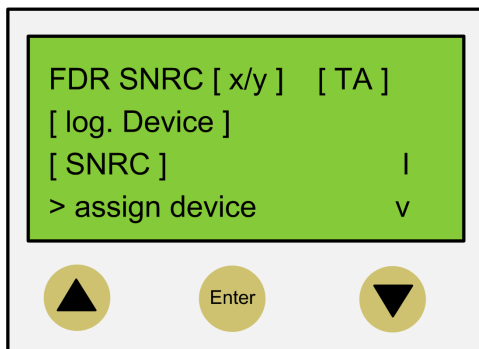 FDR SNRC [ x/y ] [ TA ]
[ log. Device ]
[ SNRC ] I
> assign device v
Enter